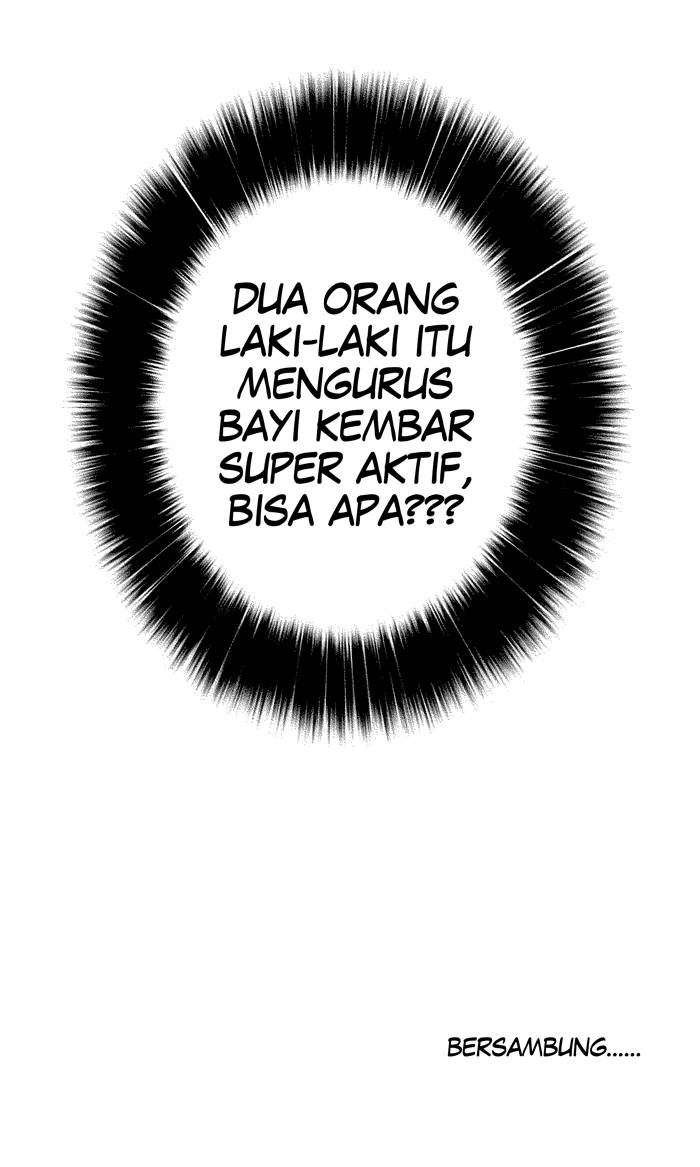 DUA ORANG
LAKI-LAKI ITU
MENGURUS
BAYI KEMBAR
SUPER AKTIF,
BISA APA???
BERSAMBUNG......